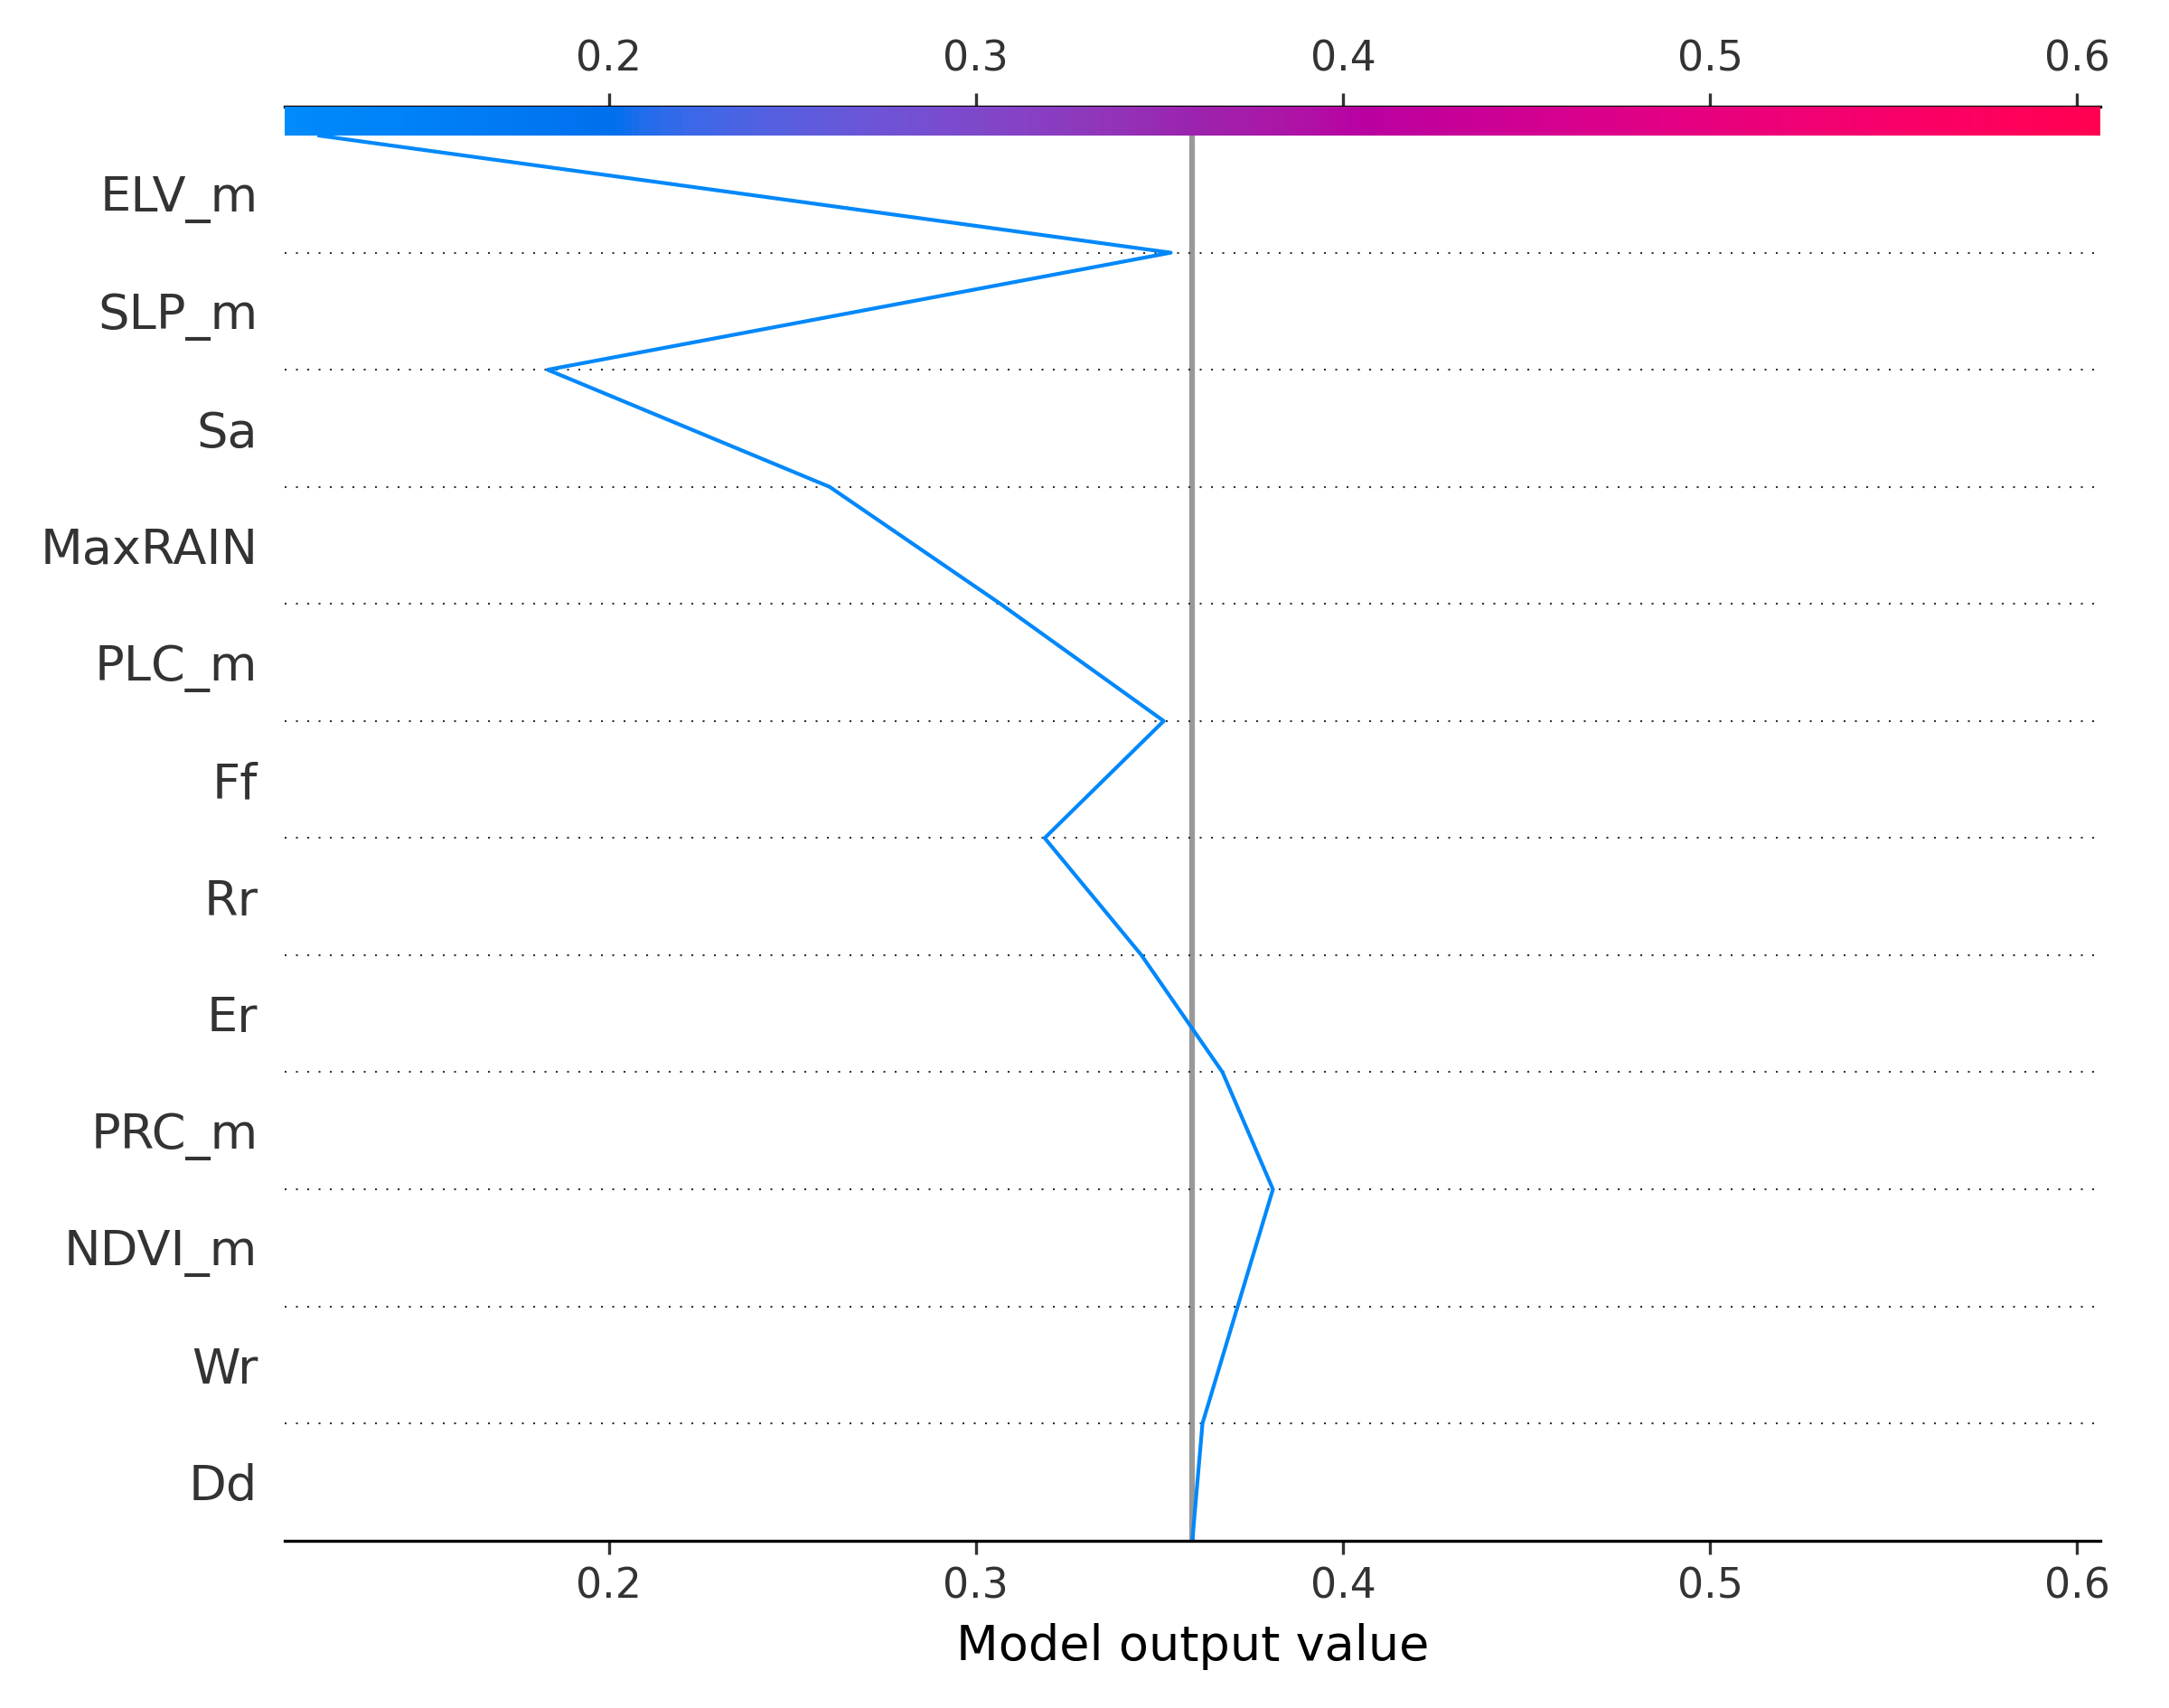 0.2 0.3 0.4 0.5 0.6
ELV_m
SLP_m
Sa
MaxRAIN
PLC_m
Ff
Rr
Er
PRC_m
NDVI_m
Wr
Dd
0.2 0.3 0.4 0.5 0.6
Model output value